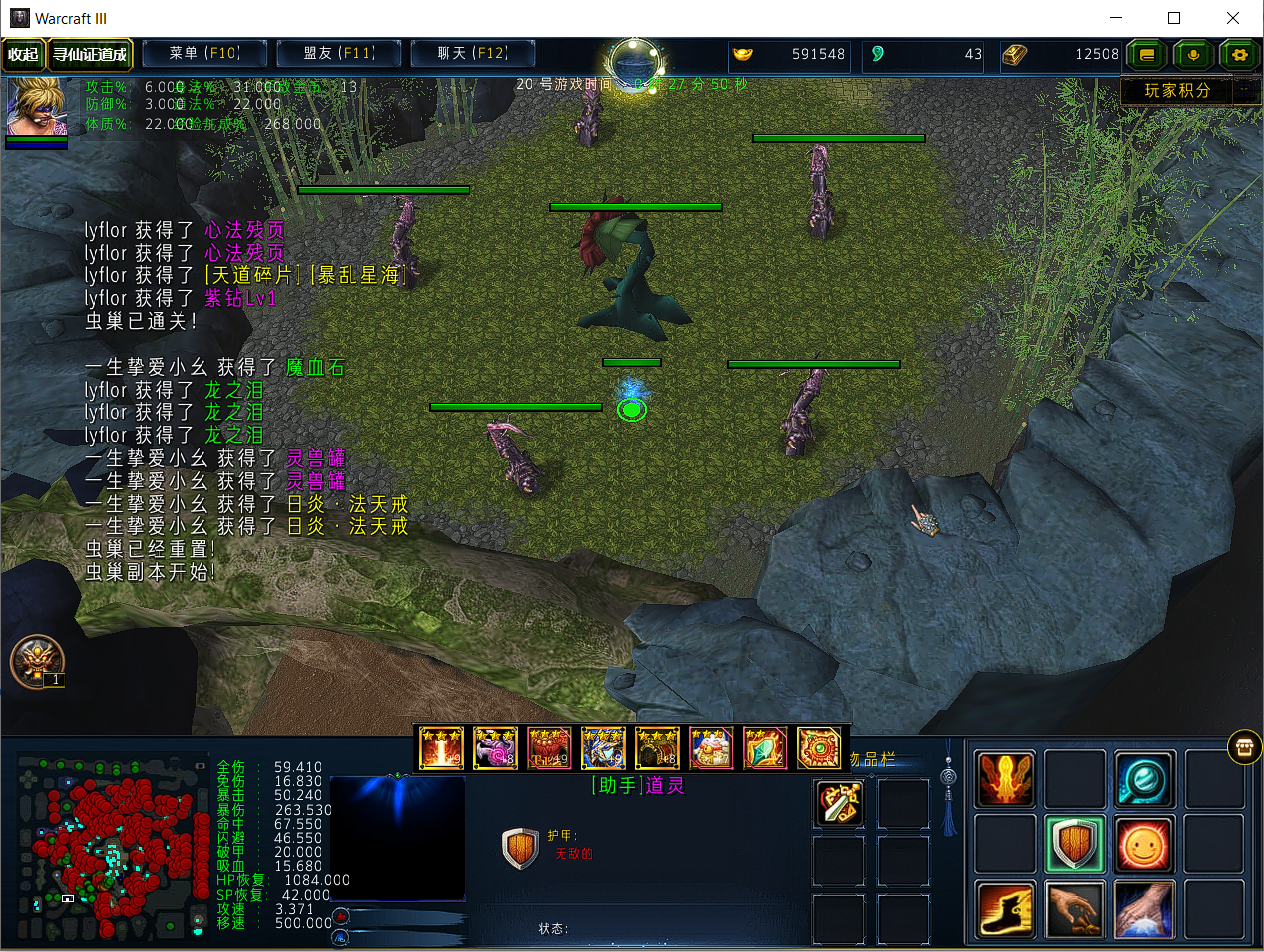 Warcraft III
收起 寻仙证道成 菜单 (F10) 盟友 (F11) 聊天 (F12) 591548 43 12508
攻击%: 6.000 31.000 13
防御%: 3.000 22.000
体质%: 22.000 268.000
20 号游戏时间 27 分 50 秒
玩家积分
lyflor 获得了 心法残页
lyflor 获得了 心法残页
lyflor 获得了 [天道碎片] [暴乱星海]
lyflor 获得了 紫钻Lv1
虫巢已通关!
一生挚爱小幺 获得了 魔血石
lyflor 获得了 龙之泪
lyflor 获得了 龙之泪
lyflor 获得了 龙之泪
一生挚爱小幺 获得了 灵兽罐
一生挚爱小幺 获得了 灵兽罐
一生挚爱小幺 获得了 日炎·法天戒
一生挚爱小幺 获得了 日炎·法天戒
虫巢已经重置!
虫巢副本开始!
1
物品栏
全伤 : 59.410
免伤 : 16.830
暴击 : 50.240
暴伤 : 263.530
命中 : 67.550
闪避 : 46.550
破甲 : 20.000
吸血 : 15.680
HP恢复: 1084.000
SP恢复: 42.000
攻速 : 3.371
移速 : 500.000
[助手]道灵
护甲:
无敌的
状态: